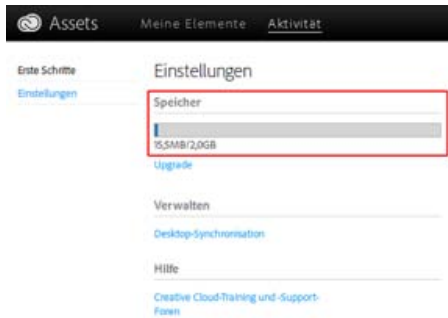 Assets Meine Elemente Aktivität
Erste Schritte
Einstellungen
Einstellungen
Speicher
15,5MB/2,0GB
Upgrade
Verwalten
Desktop-Synchronisation
Hilfe
Creative Cloud-Training und -Support-
Foren